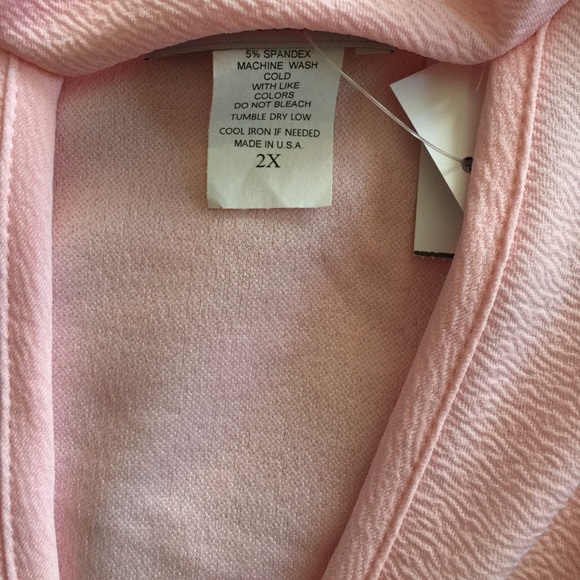 5% SPANDEX
MACHINE WASH
COLD
WITH LIKE
COLORS
DO NOT BLEACH
TUMBLE DRY LOW
COOL IRON IF NEEDED
MADE IN U.S.A.
2X